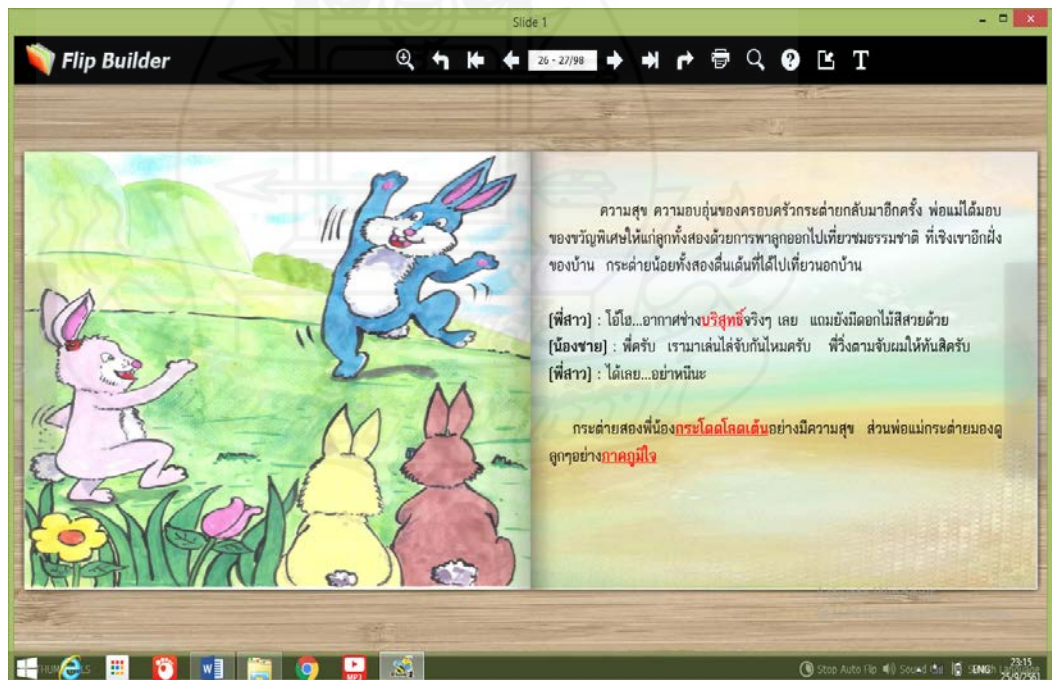 Slide 1
Flip Builder
26 - 27/98
ความสุข ความอบอุ่นของครอบครัวกระต่ายกลับมาอีกครั้ง พ่อแม่ได้มอบ
ของขวัญพิเศษให้แก่ลูกทั้งสองด้วยการพาลูกออกไปเที่ยวชมธรรมชาติ ที่เชิงเขาอีกฝั่ง
ของบ้าน กระต่ายน้อยทั้งสองตื่นเต้นที่ได้ไปเที่ยวนอกบ้าน
[พี่สาว] : โอ้โฮ...อากาศช่างบริสุทธิ์จริงๆ เลย แถมยังมีดอกไม้สีสวยด้วย
[น้องชาย] : พี่ครับ เรามาเล่นไล่จับกันไหมครับ พี่วิ่งตามจับผมให้ทันสิครับ
[พี่สาว] : ได้เลย...อย่าหนีนะ
กระต่ายสองพี่น้องกระโดดโลดเต้นอย่างมีความสุข ส่วนพ่อแม่กระต่ายมองดู
ลูกๆอย่างภาคภูมิใจ
MP3
Stop Auto Flip
ENG
23:15
25/9/2561